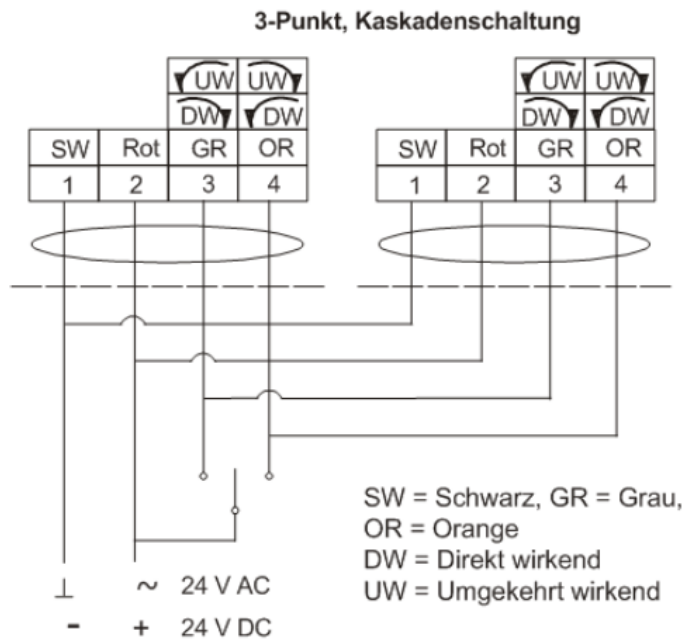 3-Punkt, Kaskadenschaltung
UW UW UW UW
DW DW DW DW
SW Rot GR OR SW Rot GR OR
1 2 3 4 1 2 3 4
SW = Schwarz, GR = Grau,
OR = Orange
DW = Direkt wirkend
UW = Umgekehrt wirkend
⊥ ~ 24 V AC
- + 24 V DC